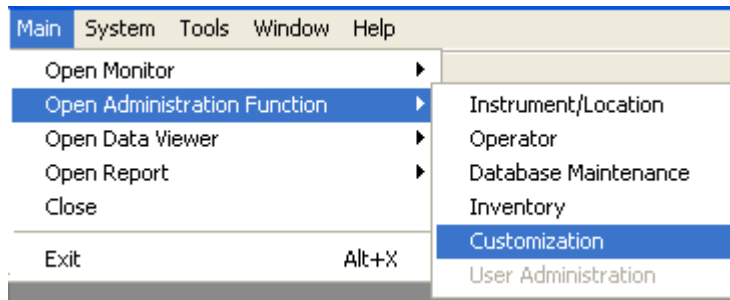 Main System Tools Window Help
Open Monitor
Open Administration Function
Open Data Viewer
Open Report
Close
Exit Alt+X
Instrument/Location
Operator
Database Maintenance
Inventory
Customization
User Administration